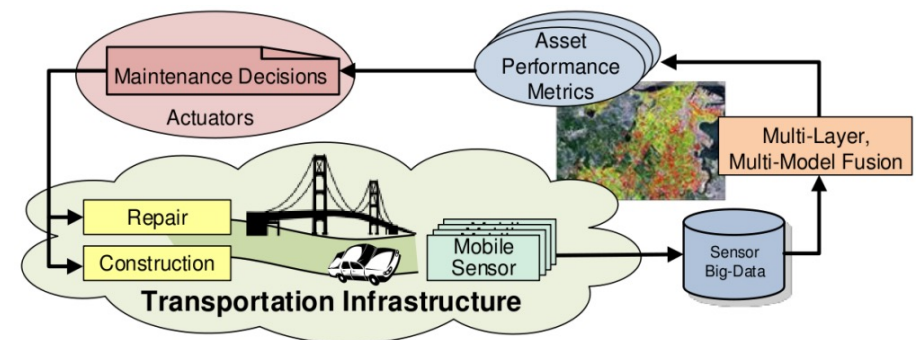 Asset
Performance
Metrics
Maintenance Decisions
Actuators
Multi-Layer,
Multi-Model Fusion
Repair
Construction
Mobile
Sensor
Sensor
Big-Data
Transportation Infrastructure